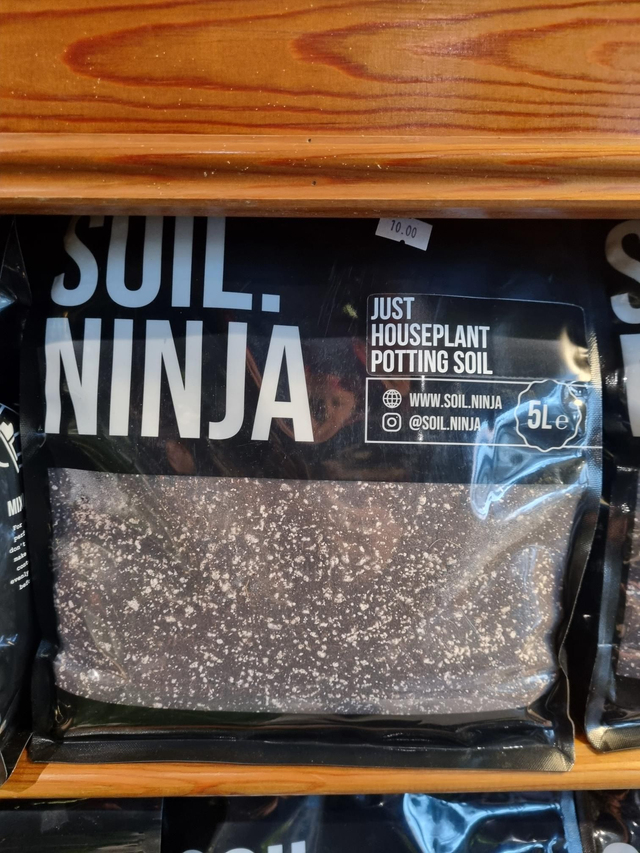 SOIL.
NINJA
10.00
JUST
HOUSEPLANT
POTTING SOIL
WWW.SOIL.NINJA
@SOIL.NINJA
5L e